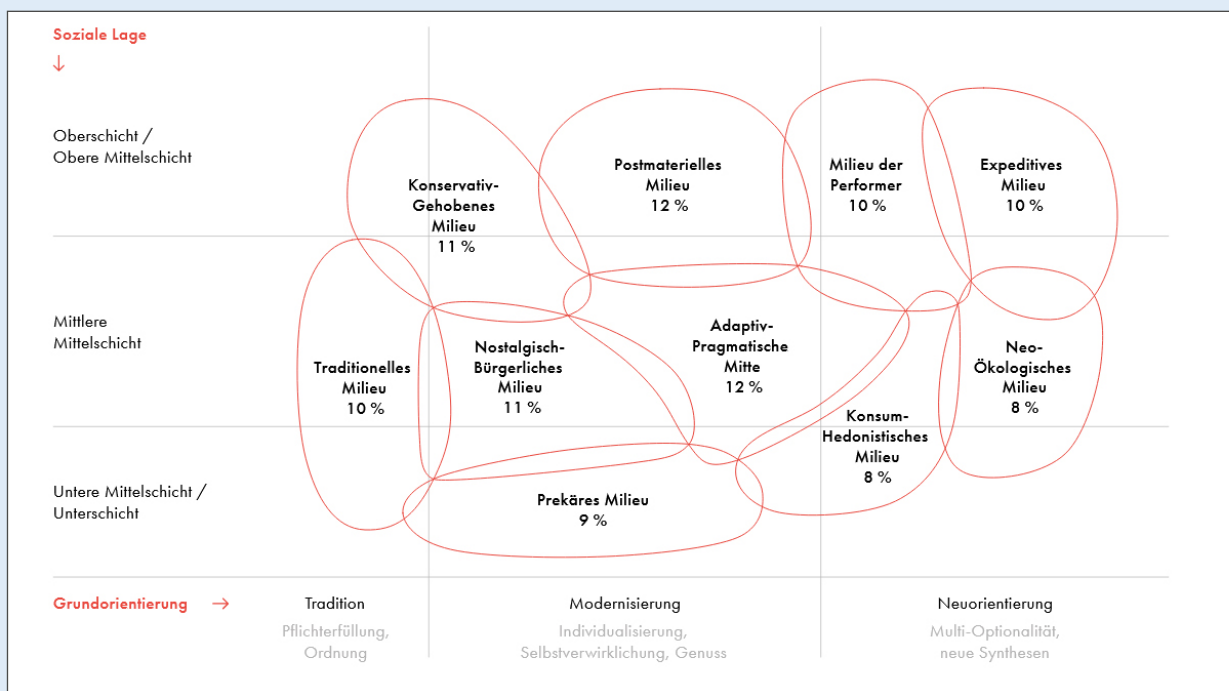 Soziale Lage
↓
Oberschicht /
Obere Mittelschicht
Konservativ-
Gehobenes
Milieu
11 %
Postmaterielles
Milieu
12 %
Milieu der
Performer
10 %
Expeditives
Milieu
10 %
Mittlere
Mittelschicht
Traditionelles
Milieu
10 %
Nostalgisch-
Bürgerliches
Milieu
11 %
Adaptiv-
Pragmatische
Mitte
12 %
Neo-
Ökologisches
Milieu
8 %
Konsum-
Hedonistisches
Milieu
8 %
Untere Mittelschicht /
Unterschicht
Prekäres Milieu
9 %
Grundorientierung →
Tradition
Pflichterfüllung,
Ordnung
Modernisierung
Individualisierung,
Selbstverwirklichung, Genuss
Neuorientierung
Multi-Optionalität,
neue Synthesen